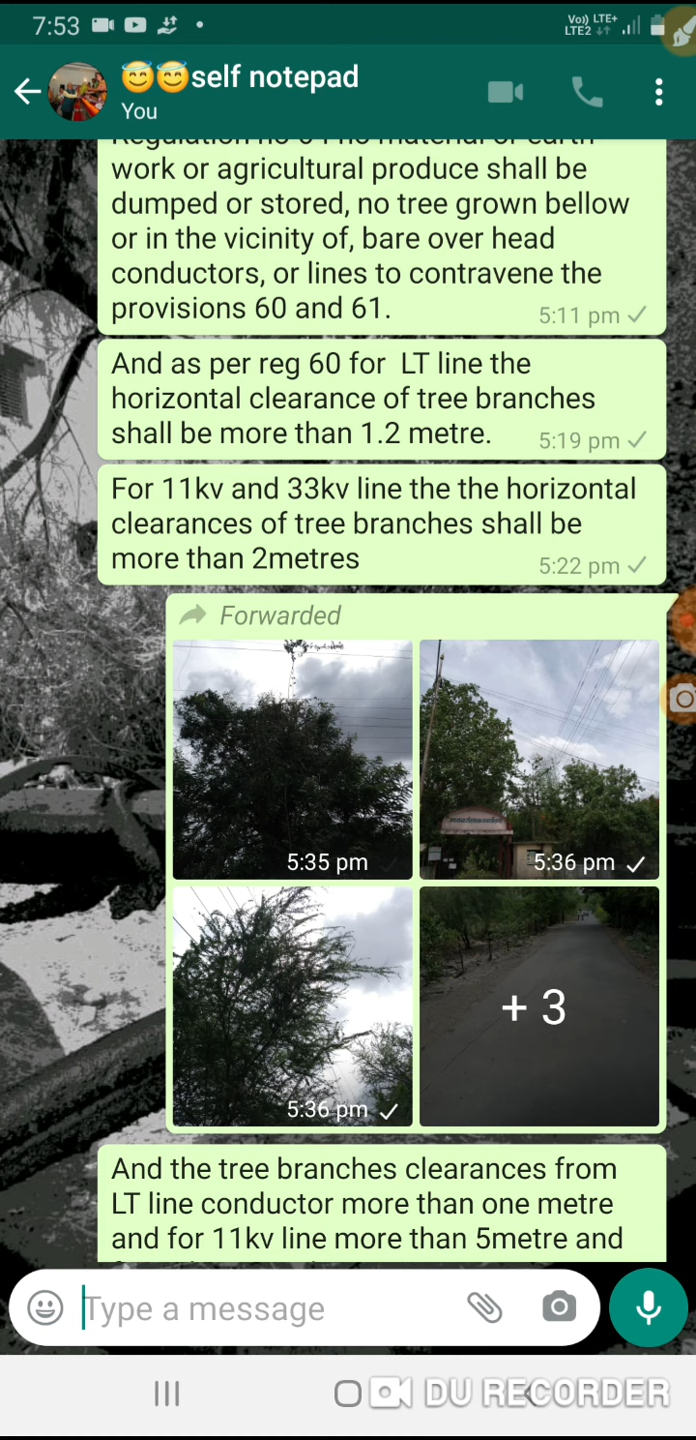 7:53
Vo)) LTE+
LTE2
😇😇self notepad
You
work or agricultural produce shall be
dumped or stored, no tree grown bellow
or in the vicinity of, bare over head
conductors, or lines to contravene the
provisions 60 and 61.
5:11 pm
And as per reg 60 for LT line the
horizontal clearance of tree branches
shall be more than 1.2 metre.
5:19 pm
For 11kv and 33kv line the the horizontal
clearances of tree branches shall be
more than 2metres
5:22 pm
Forwarded
5:35 pm
5:36 pm
5:36 pm
+ 3
And the tree branches clearances from
LT line conductor more than one metre
and for 11kv line more than 5metre and
Type a message
DU RECORDER